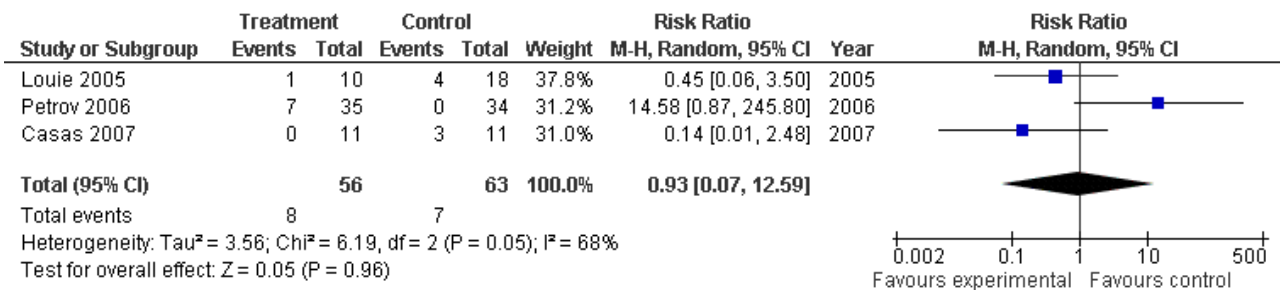 Treatment Control Risk Ratio Risk Ratio
Study or Subgroup Events Total Events Total Weight M-H, Random, 95% CI Year M-H, Random, 95% CI
Louie 2005 1 10 4 18 37.8% 0.45 [0.06, 3.50] 2005
Petrov 2006 7 35 0 34 31.2% 14.58 [0.87, 245.80] 2006
Casas 2007 0 11 3 11 31.0% 0.14 [0.01, 2.48] 2007
Total (95% CI) 56 63 100.0% 0.93 [0.07, 12.59]
Total events 8 7
Heterogeneity: Tau² = 3.56; Chi² = 6.19, df = 2 (P = 0.05); I² = 68%
Test for overall effect: Z = 0.05 (P = 0.96)
0.002 0.1 1 10 500
Favours experimental Favours control